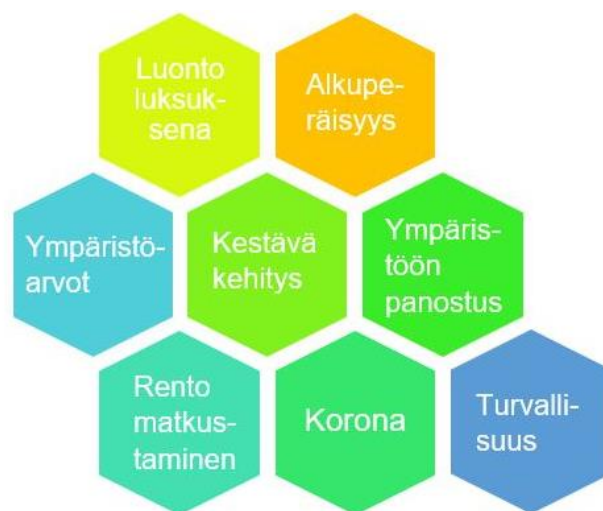 Luonto
luksuk-
sena
Alkupe-
räisyys
Ympäristö-
arvot
Kestävä
kehitys
Ympäris-
töön
panostus
Rento
matkus-
taminen
Korona
Turvalli-
suus